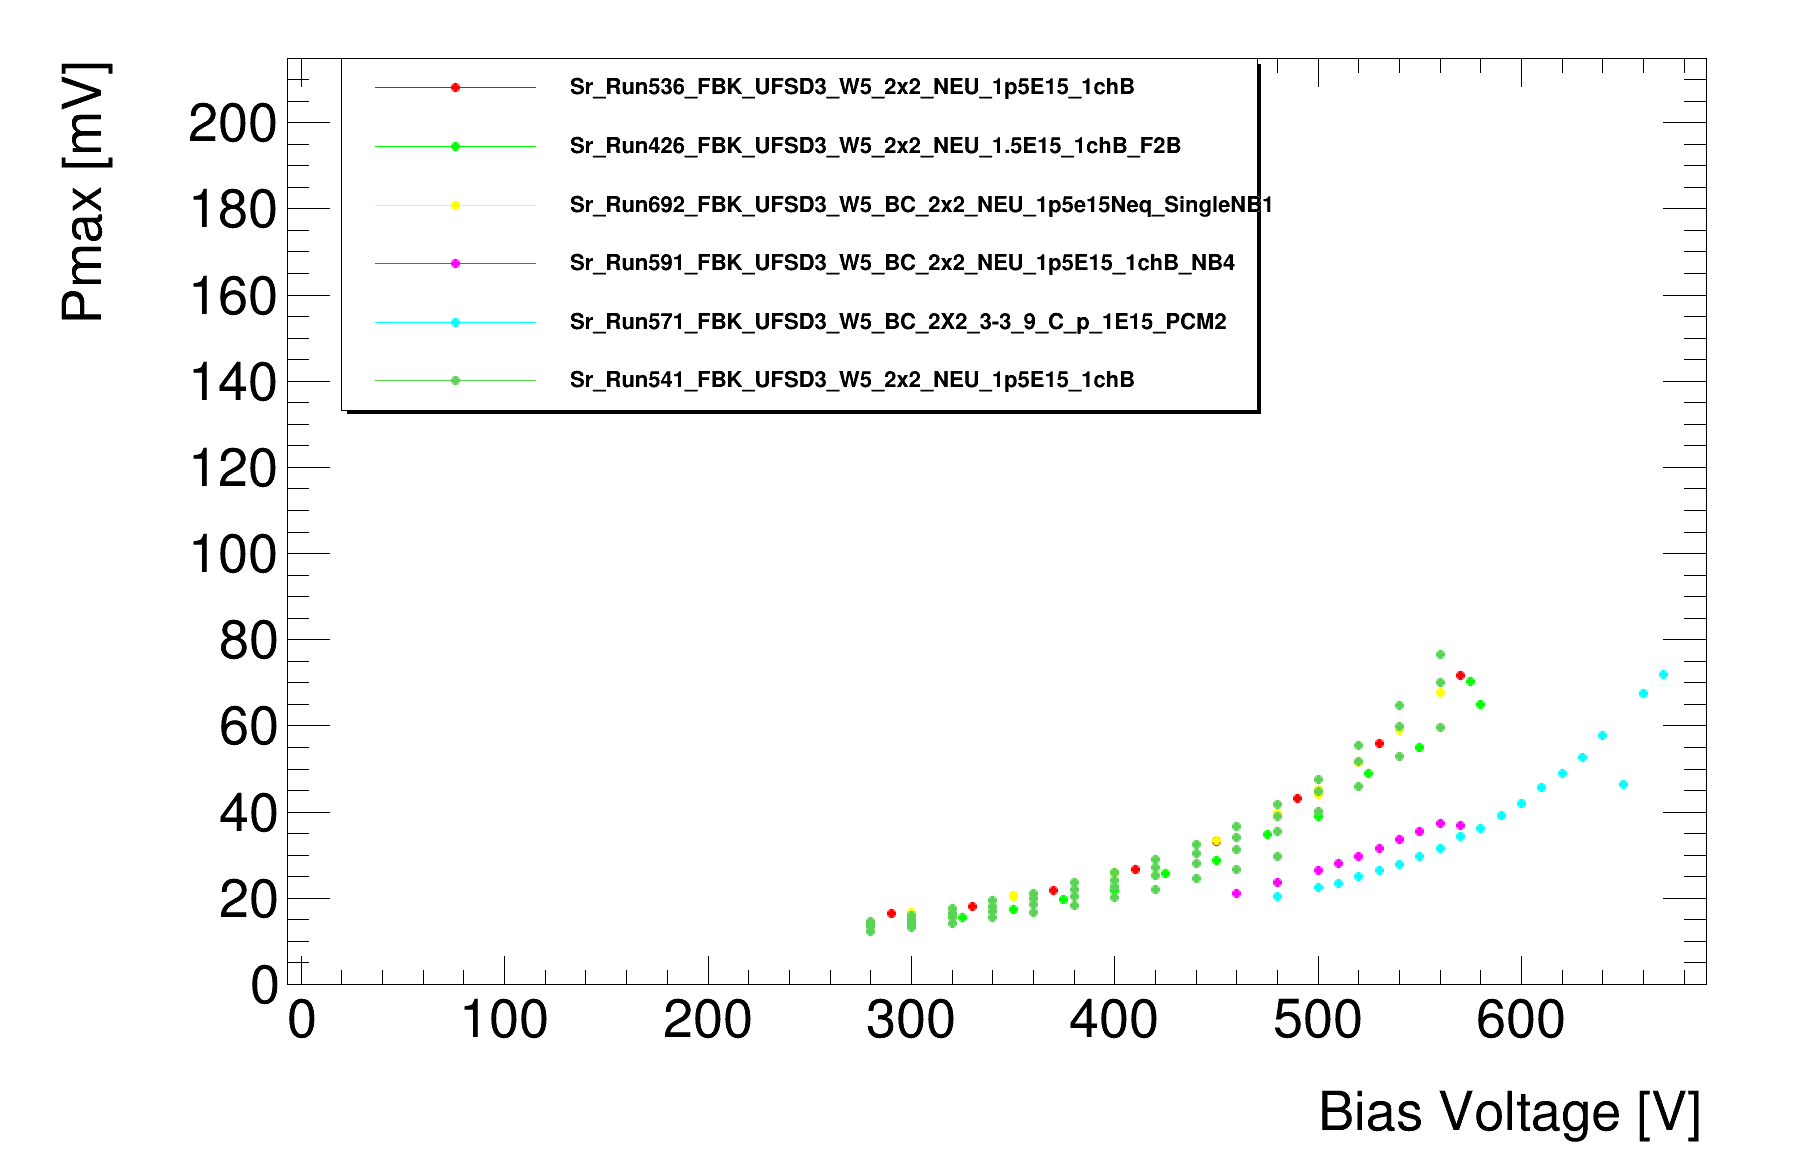 Pmax [mV]
Sr_Run536_FBK_UFSD3_W5_2x2_NEU_1p5E15_1chB
Sr_Run426_FBK_UFSD3_W5_2x2_NEU_1.5E15_1chB_F2B
Sr_Run692_FBK_UFSD3_W5_BC_2x2_NEU_1p5e15Neq_SingleNB1
Sr_Run591_FBK_UFSD3_W5_BC_2x2_NEU_1p5E15_1chB_NB4
Sr_Run571_FBK_UFSD3_W5_BC_2X2_3-3_9_C_p_1E15_PCM2
Sr_Run541_FBK_UFSD3_W5_2x2_NEU_1p5E15_1chB
200
180
160
140
120
100
80
60
40
20
0
0 100 200 300 400 500 600
Bias Voltage [V]